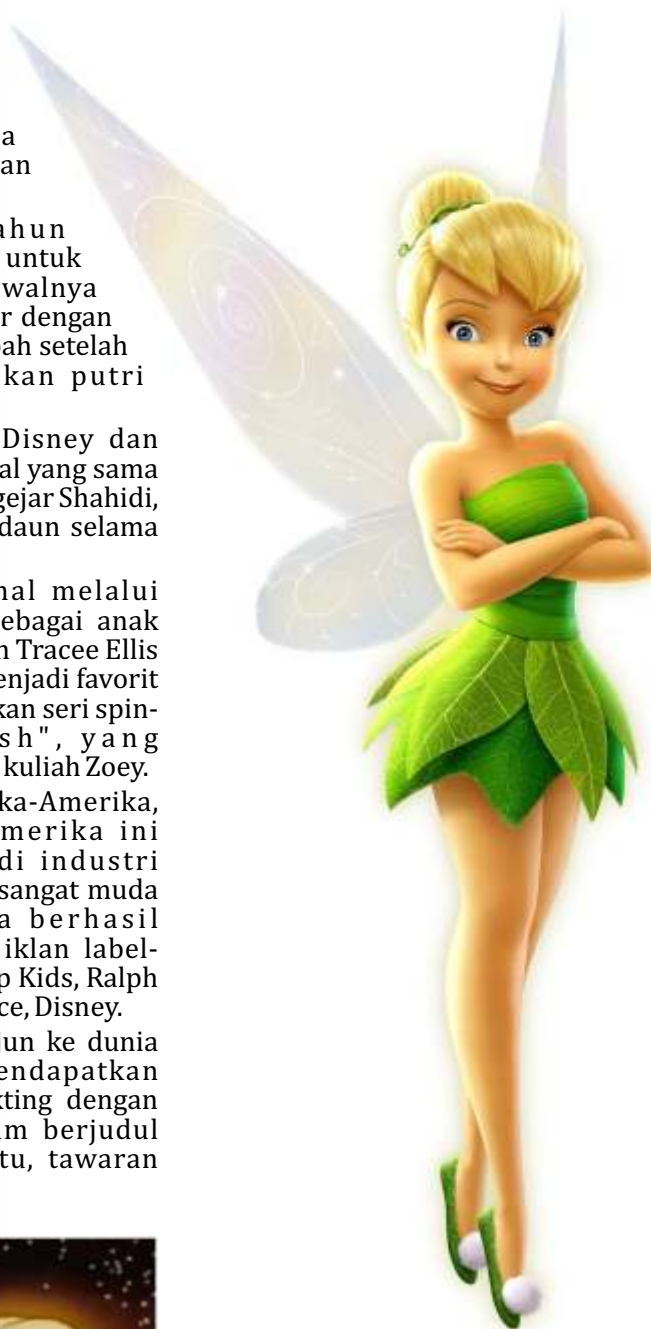 a
an
ahun
untuk
walnya
r dengan
ah setelah
kan putri
Disney dan
al yang sama
gejar Shahidi,
daun selama
nal melalui
ebagai anak
n Tracee Ellis
enjadi favorit
kan seri spin-
sh", yang
kuliah Zoey.
ka-Amerika,
merika ini
di industri
sangat muda
a berhasil
iklan label-
p Kids, Ralph
ce, Disney.
jun ke dunia
endapatkan
kting dengan
m berjudul
tu, tawaran